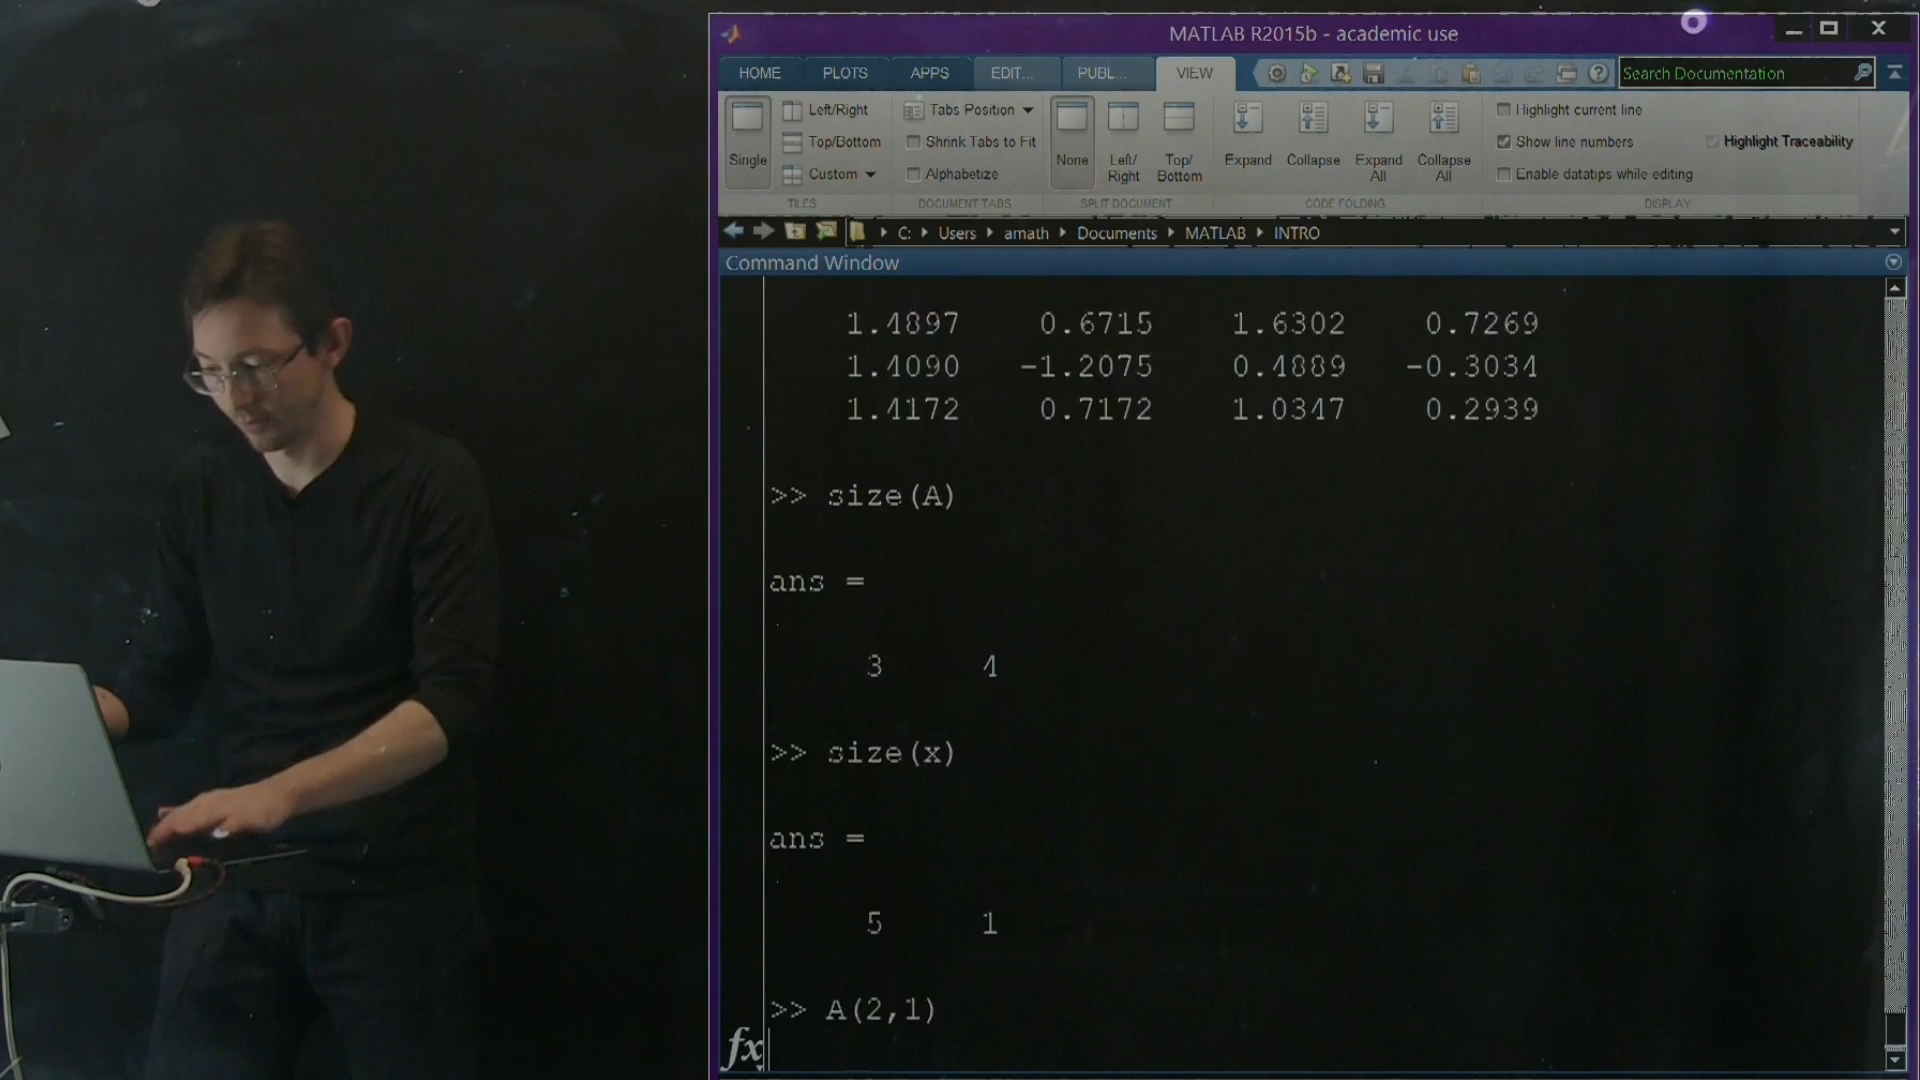 MATLAB R2015b - academic use
HOME PLOTS APPS EDIT... PUBL... VIEW Search Documentation
Left/Right Tabs Position Highlight current line
Top/Bottom Shrink Tabs to Fit Show line numbers Highlight Traceability
Single None Left/Right Top/Bottom Expand Collapse Expand All Collapse All
Custom Alphabetize Enable datatips while editing
TILES DOCUMENT TABS SPLIT DOCUMENT CODE FOLDING DISPLAY
C: Users amath Documents MATLAB INTRO
Command Window
1.4897 0.6715 1.6302 0.7269
1.4090 -1.2075 0.4889 -0.3034
1.4172 0.7172 1.0347 0.2939
>> size(A)
ans =
3 4
>> size(x)
ans =
5 1
>> A(2,1)
fx